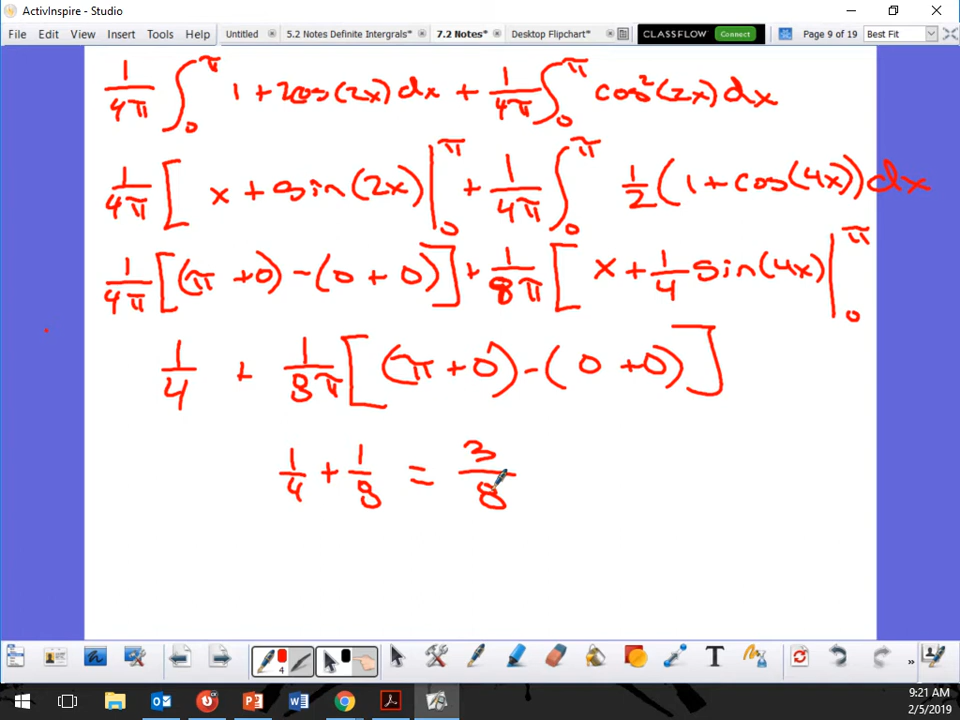 ActivInspire - Studio
File Edit View Insert Tools Help Untitled 5.2 Notes Definite Intergrals* 7.2 Notes* Desktop Flipchart* CLASSFLOW Connect Page 9 of 19 Best Fit
1/4π ∫₀^π 1 + 2cos(2x) dx + 1/4π ∫₀^π cos²(2x) dx
1/4π [ x + sin(2x) |₀^π + 1/4π ∫₀^π 1/2 (1 + cos(4x)) dx
1/4π [(π + 0) - (0 + 0)] + 1/8π [ x + 1/4 sin(4x) |₀^π
1/4 + 1/8π [(π + 0) - (0 + 0)]
1/4 + 1/8 = 3/8
4 T »
9:21 AM
2/5/2019